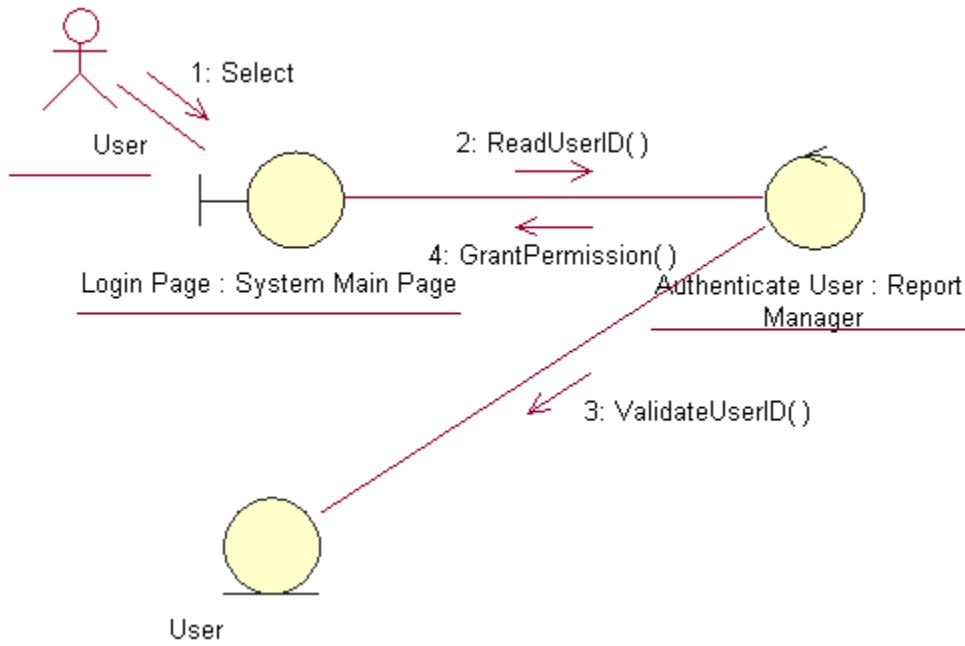 1: Select
User
2: ReadUserID( )
4: GrantPermission( )
Login Page : System Main Page
Authenticate User : Report
Manager
3: ValidateUserID( )
User